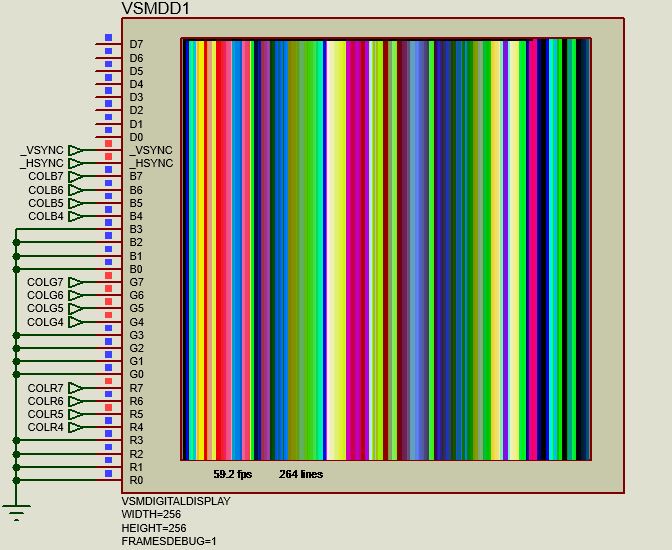 VSMDD1
D7
D6
D5
D4
D3
D2
D1
D0
_VSYNC _VSYNC
_HSYNC _HSYNC
COLB7 B7
COLB6 B6
COLB5 B5
COLB4 B4
B3
B2
B1
B0
COLG7 G7
COLG6 G6
COLG5 G5
COLG4 G4
G3
G2
G1
G0
COLR7 R7
COLR6 R6
COLR5 R5
COLR4 R4
R3
R2
R1
R0
59.2 fps 264 lines
VSMDIGITALDISPLAY
WIDTH=256
HEIGHT=256
FRAMESDEBUG=1